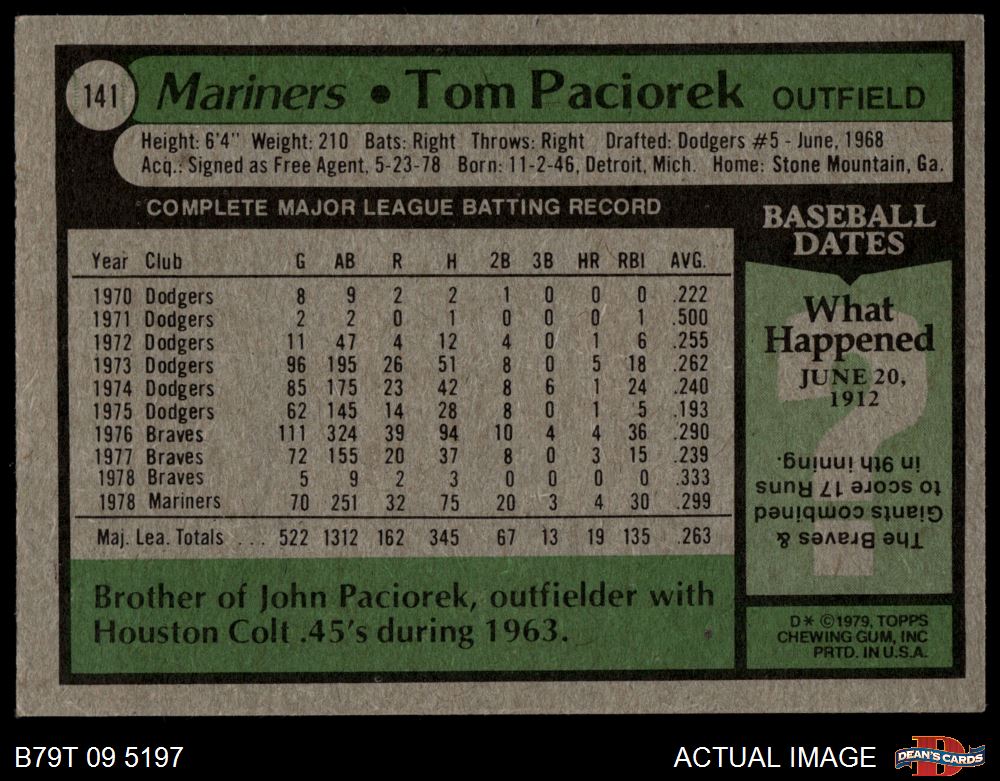 141 Mariners • Tom Paciorek OUTFIELD
Height: 6'4" Weight: 210 Bats: Right Throws: Right Drafted: Dodgers #5 - June, 1968
Acq.: Signed as Free Agent, 5-23-78 Born: 11-2-46, Detroit, Mich. Home: Stone Mountain, Ga.
COMPLETE MAJOR LEAGUE BATTING RECORD
Year Club G AB R H 2B 3B HR RBI AVG.
1970 Dodgers 8 9 2 2 1 0 0 0 .222
1971 Dodgers 2 2 0 1 0 0 0 1 .500
1972 Dodgers 11 47 4 12 4 0 1 6 .255
1973 Dodgers 96 195 26 51 8 0 5 18 .262
1974 Dodgers 85 175 23 42 8 6 1 24 .240
1975 Dodgers 62 145 14 28 8 0 1 5 .193
1976 Braves 111 324 39 94 10 4 4 36 .290
1977 Braves 72 155 20 37 8 0 3 15 .239
1978 Braves 5 9 2 3 0 0 0 0 .333
1978 Mariners 70 251 32 75 20 3 4 30 .299
Maj. Lea. Totals ... 522 1312 162 345 67 13 19 135 .263
Brother of John Paciorek, outfielder with
Houston Colt .45's during 1963.
BASEBALL
DATES
What
Happened
JUNE 20,
1912
The Braves &
Giants combined
to score 17 Runs
in 9th inning.
D* ©1979, TOPPS
CHEWING GUM, INC
PRTD. IN U.S.A.
B79T 09 5197
ACTUAL IMAGE
D
DEAN'S CARDS